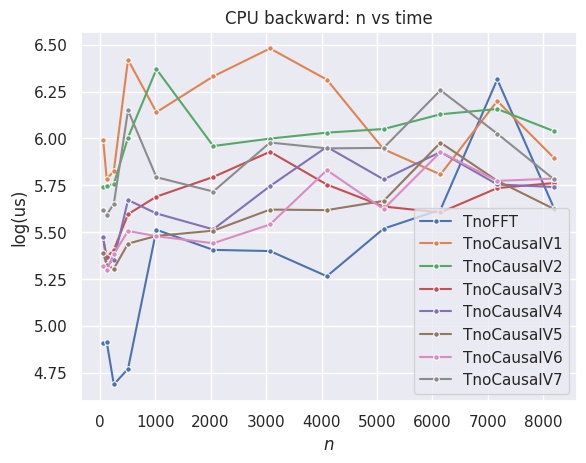 CPU backward: n vs time
6.50
6.25
6.00
5.75
5.50
5.25
5.00
4.75
log(us)
TnoFFT
TnoCausalV1
TnoCausalV2
TnoCausalV3
TnoCausalV4
TnoCausalV5
TnoCausalV6
TnoCausalV7
0 1000 2000 3000 4000 5000 6000 7000 8000
n